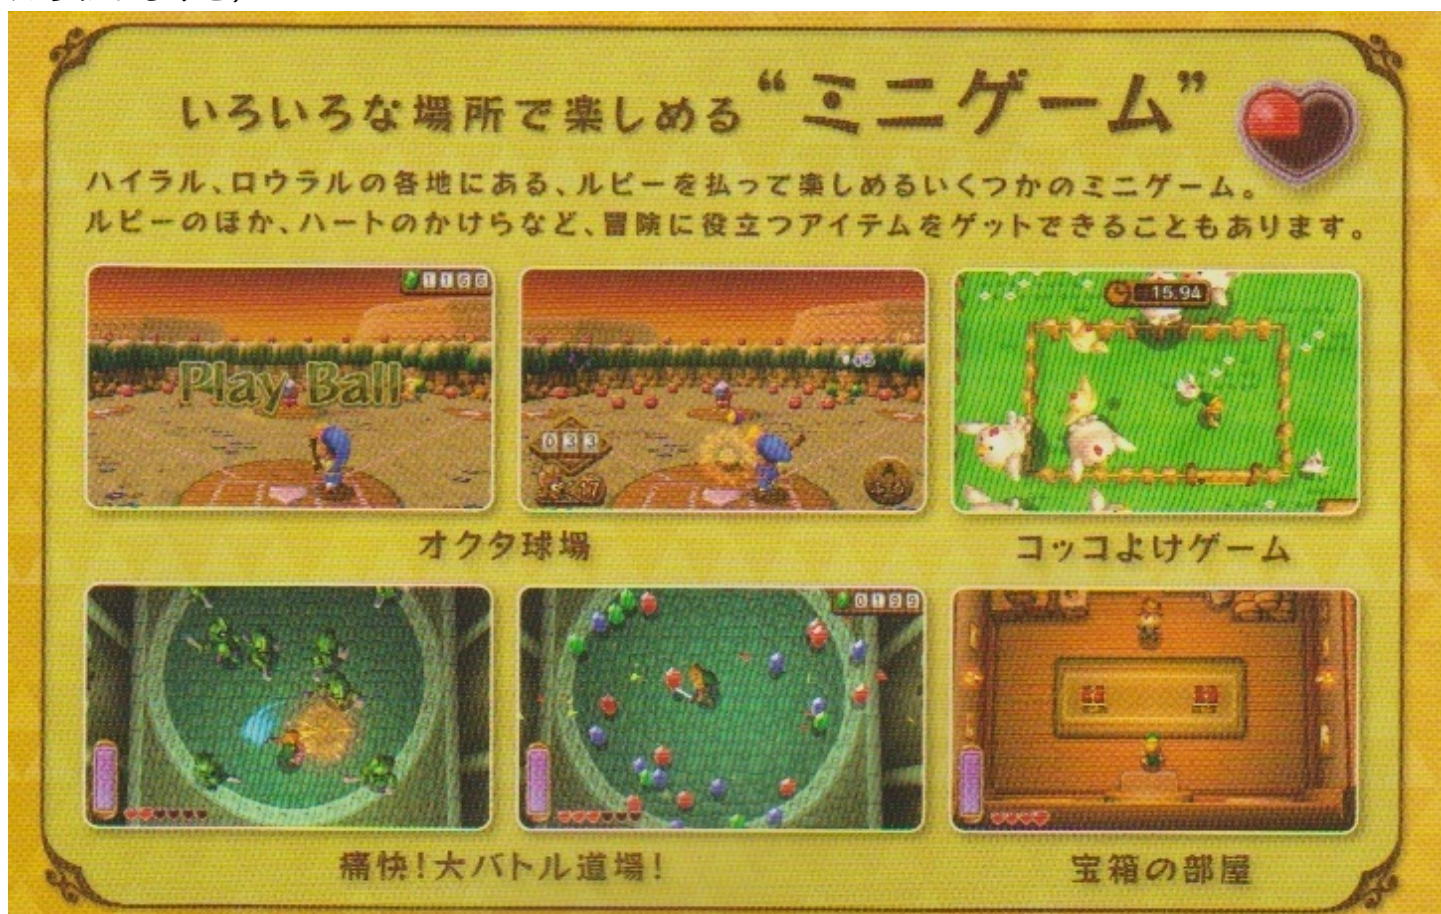 いろいろな場所で楽しめる“ミニゲーム”
ハイラル、ロウラルの各地にある、ルピーを払って楽しめるいくつかのミニゲーム。
ルピーのほか、ハートのかけらなど、冒険に役立つアイテムをゲットできることもあります。
1166
Play Ball
033
×17
15.94
オクタ球場
コッコよけゲーム
0199
痛快!大バトル道場!
宝箱の部屋